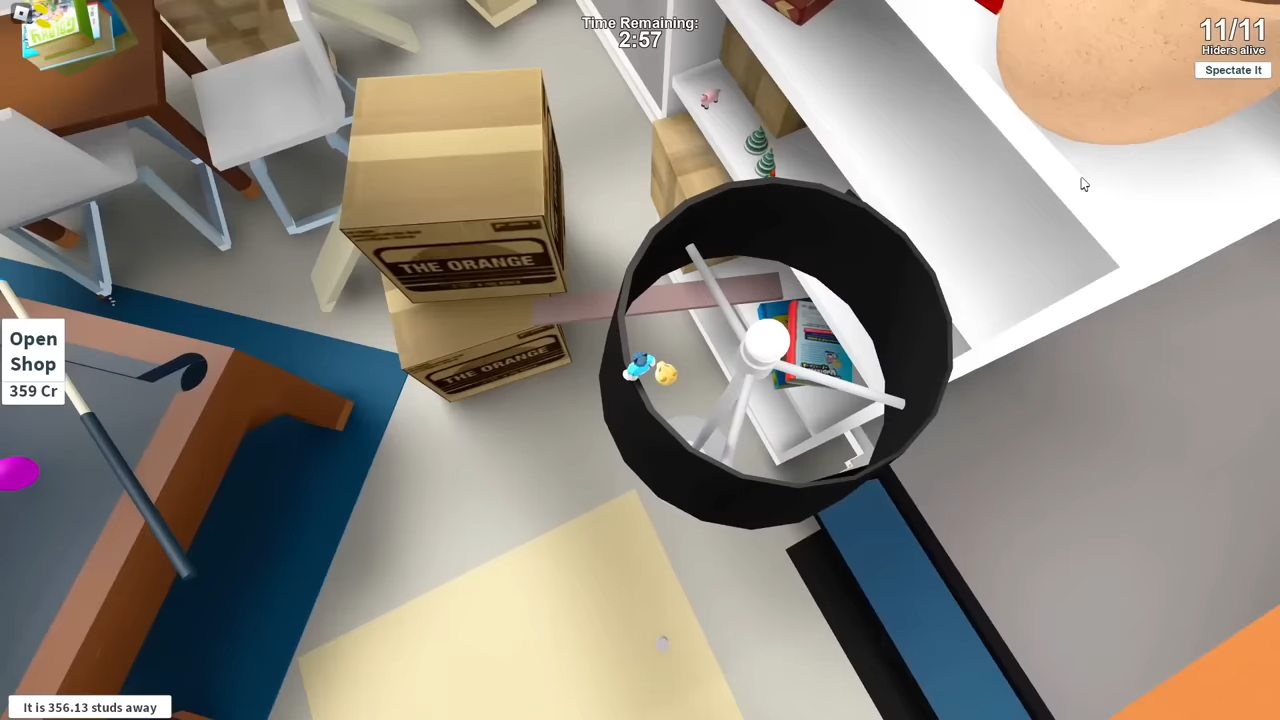 Time Remaining:
2:57
11/11
Hiders alive
Spectate It
THE ORANGE
THE ORANGE
Open
Shop
359 Cr
It is 356.13 studs away